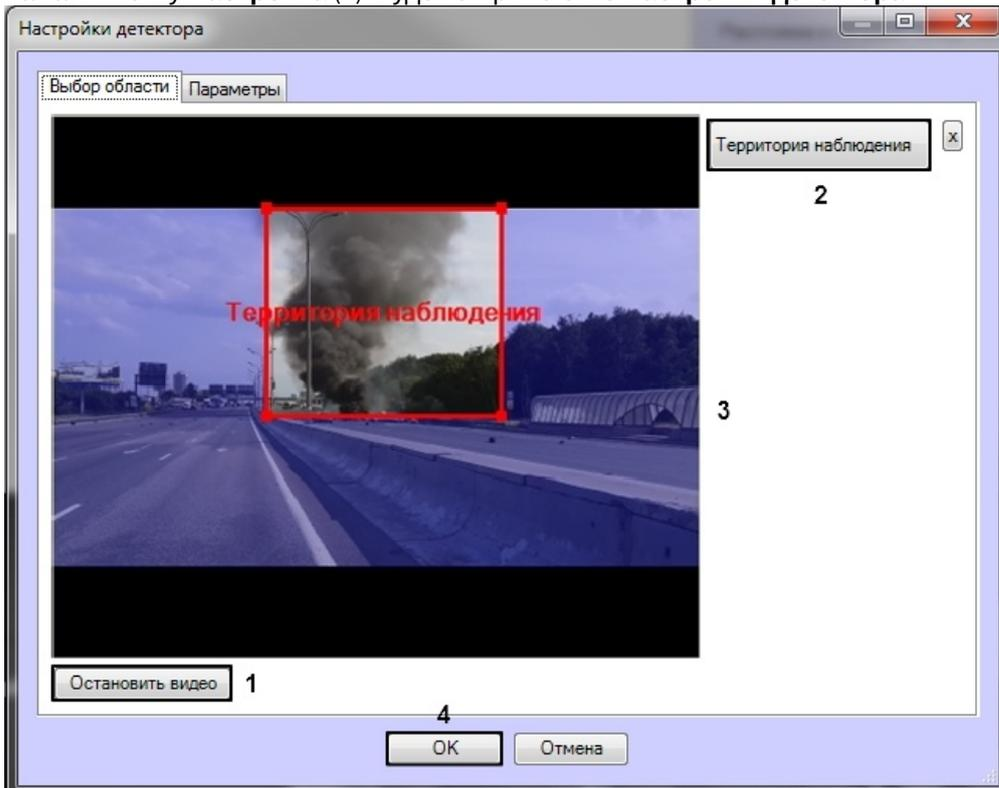 Настройки детектора
Выбор области Параметры
Территория наблюдения x
2
Территория наблюдения
3
Остановить видео 1
4
OK Отмена